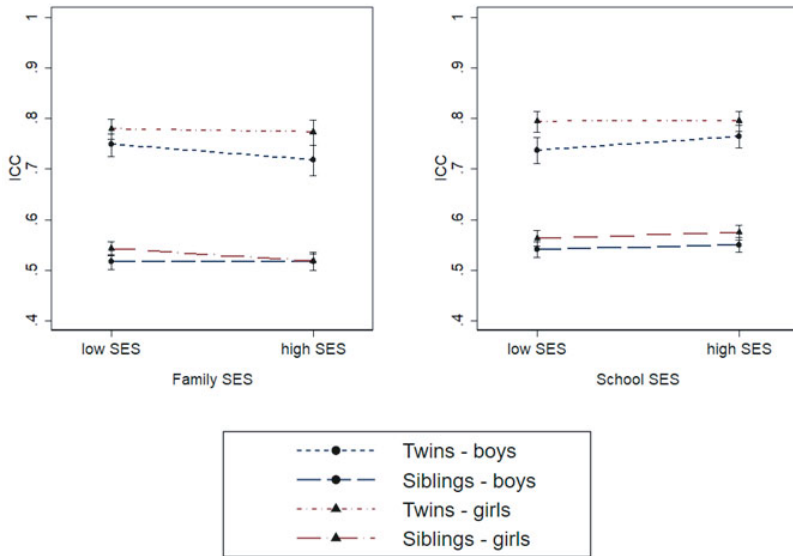 1
.9
.8
.7
.6
.5
.4
ICC
low SES
high SES
Family SES
1
.9
.8
.7
.6
.5
.4
ICC
low SES
high SES
School SES
Twins - boys
Siblings - boys
Twins - girls
Siblings - girls